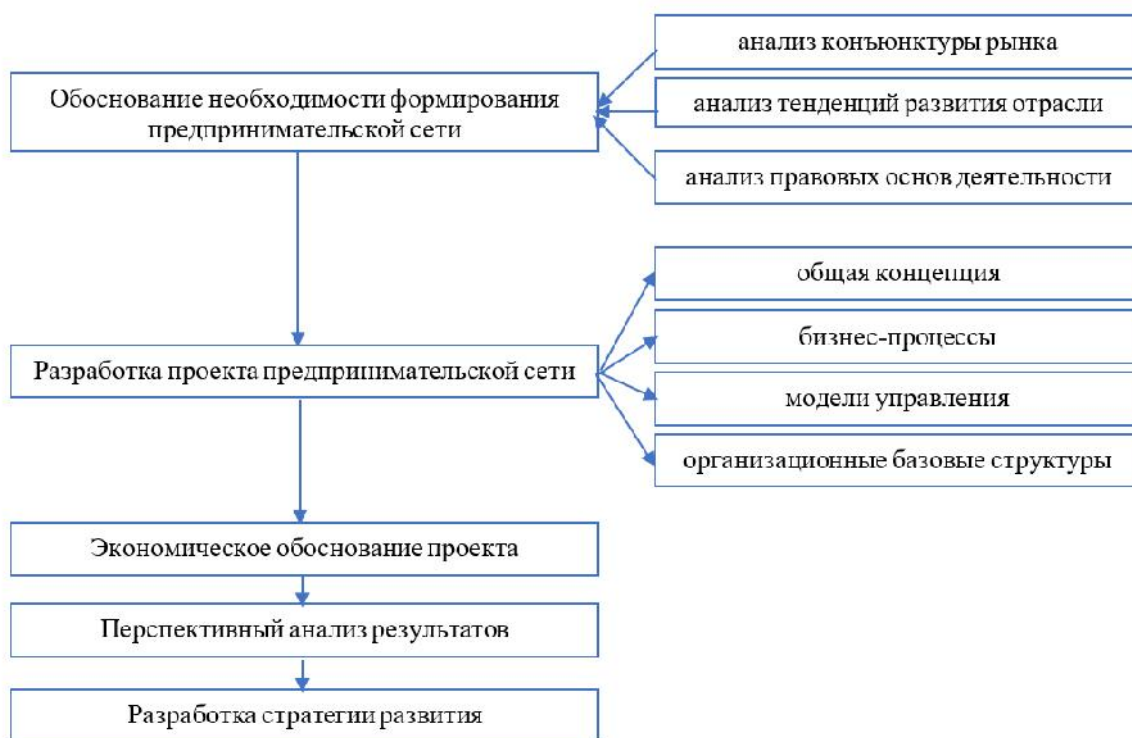 Обоснование необходимости формирования
предпринимательской сети
анализ конъюнктуры рынка
анализ тенденций развития отрасли
анализ правовых основ деятельности
Разработка проекта предпринимательской сети
общая концепция
бизнес-процессы
модели управления
организационные базовые структуры
Экономическое обоснование проекта
Перспективный анализ результатов
Разработка стратегии развития